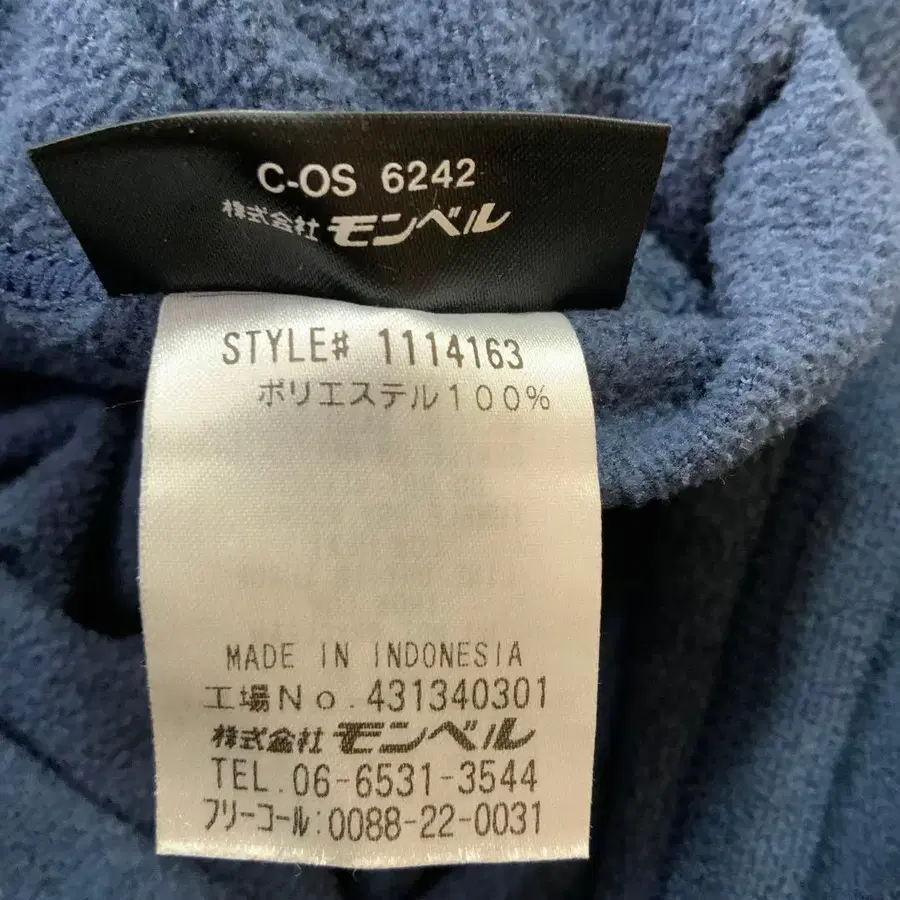 C-OS 6242
株式会社 モンベル
STYLE# 1114163
ポリエステル100%
MADE IN INDONESIA
工場No.431340301
株式会社 モンベル
TEL.06-6531-3544
フリーコール:0088-22-0031